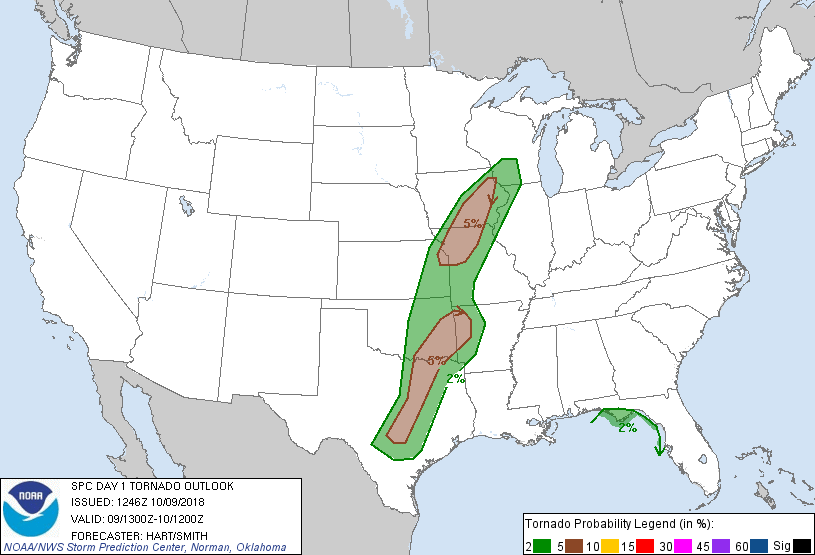 5%
5%
2%
2%
NOAA
SPC DAY 1 TORNADO OUTLOOK
ISSUED: 1246Z 10/09/2018
VALID: 09/1300Z-10/1200Z
FORECASTER: HART/SMITH
NOAA/NWS Storm Prediction Center, Norman, Oklahoma
Tornado Probability Legend (in %):
2 5 10 15 30 45 60 Sig